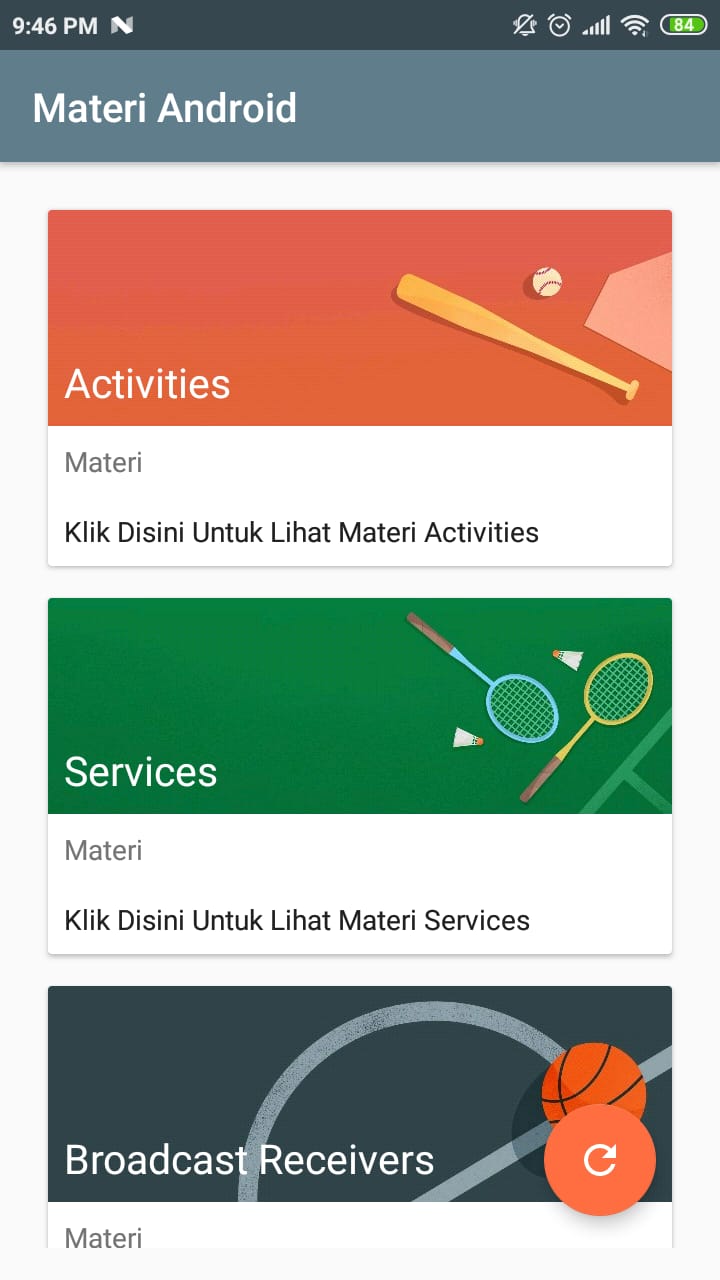 9:46 PM
84
Materi Android
Activities
Materi
Klik Disini Untuk Lihat Materi Activities
Services
Materi
Klik Disini Untuk Lihat Materi Services
Broadcast Receivers
Materi